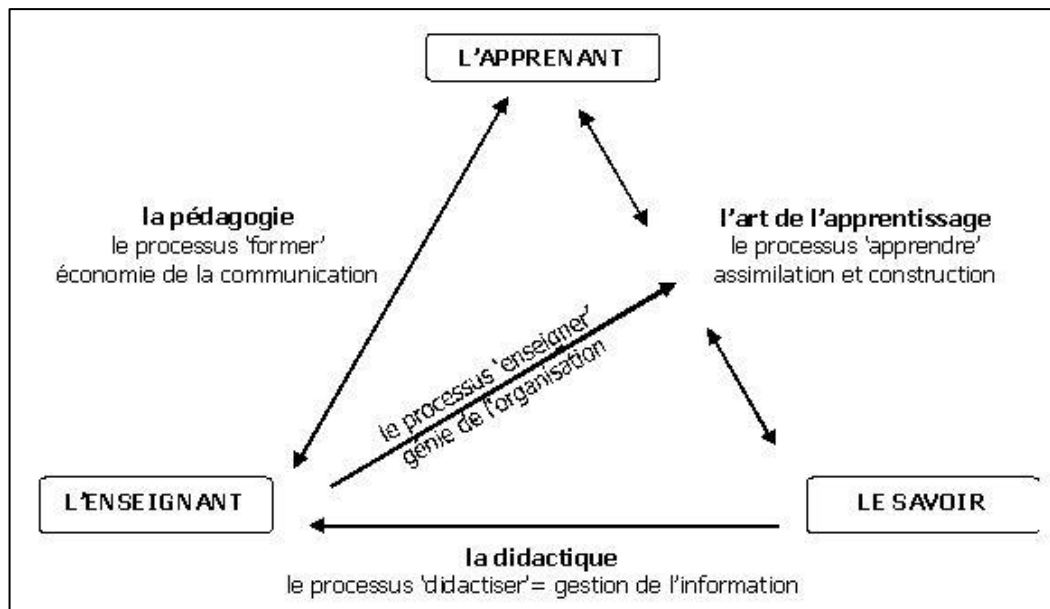 L'APPRENANT
la pédagogie
le processus 'former'
économie de la communication
l'art de l'apprentissage
le processus 'apprendre'
assimilation et construction
le processus 'enseigner'
génie de l'organisation
L'ENSEIGNANT
LE SAVOIR
la didactique
le processus 'didactiser'= gestion de l'information